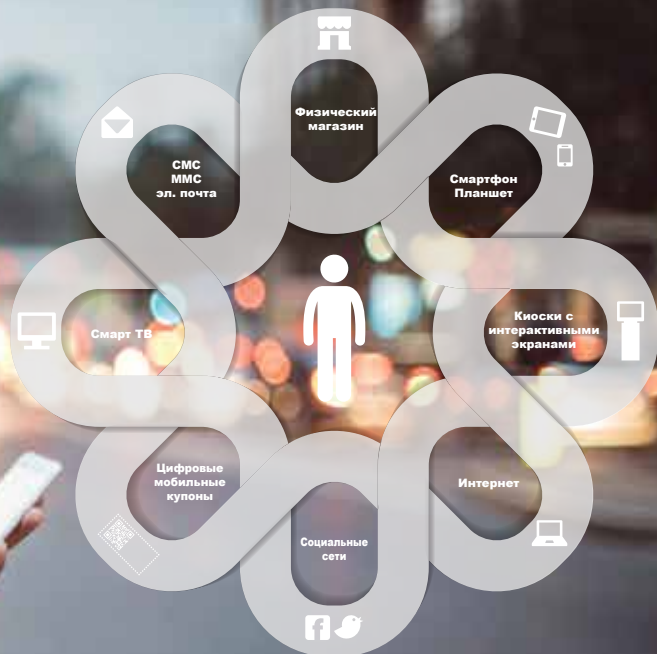 Физический
магазин
СМС
ММС
эл. почта
Смартфон
Планшет
Смарт ТВ
Киоски с
интерактивными
экранами
Цифровые
мобильные
купоны
Интернет
Социальные
сети